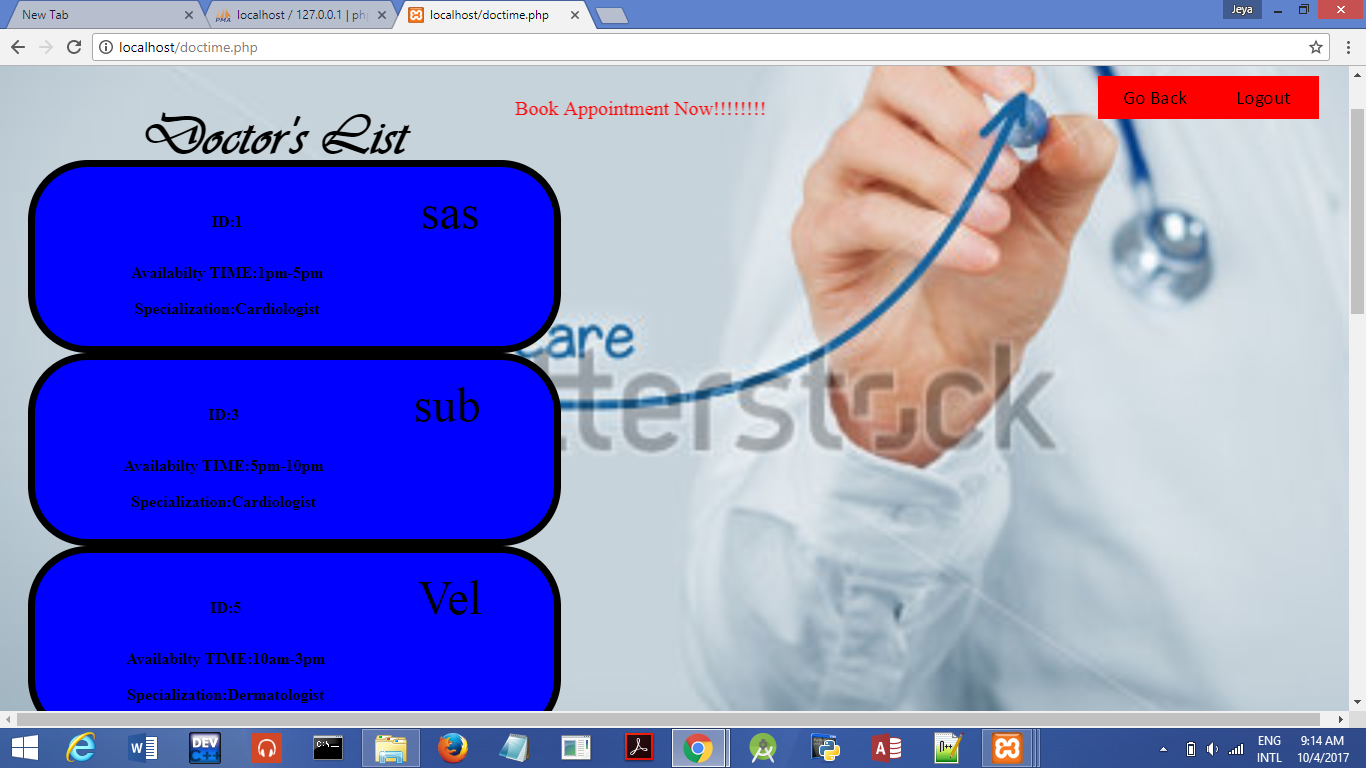 New Tab
localhost / 127.0.0.1 | ph
localhost/doctime.php
Jeya
localhost/doctime.php
Book Appointment Now!!!!!!!!
Go Back Logout
Doctor's List
ID:1 sas
Availabilty TIME:1pm-5pm
Specialization:Cardiologist
care
tterstock
ID:3 sub
Availabilty TIME:5pm-10pm
Specialization:Cardiologist
ID:5 Vel
Availabilty TIME:10am-3pm
Specialization:Dermatologist
ENG 9:14 AM
INTL 10/4/2017